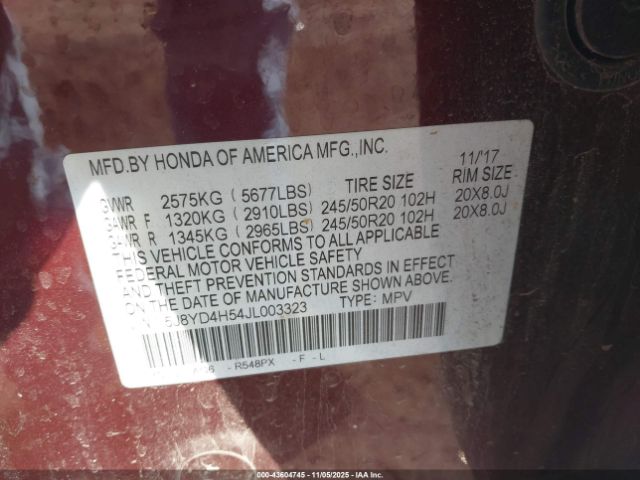 MFD.BY HONDA OF AMERICA MFG.,INC. 11/'17
TIRE SIZE RIM SIZE
GVWR 2575KG (5677LBS)
GAWR F 1320KG (2910LBS) 245/50R20 102H 20X8.0J
GAWR R 1345KG (2965LBS) 245/50R20 102H 20X8.0J
THIS VEHICLE CONFORMS TO ALL APPLICABLE
FEDERAL MOTOR VEHICLE SAFETY
AND THEFT PREVENTION STANDARDS IN EFFECT
ON THE DATE OF MANUFACTURE SHOWN ABOVE.
5J8YD4H54JL003323 TYPE: MPV
- R548PX - F - L
00 - 43604745 - 11/05/2025 - IAA Inc.